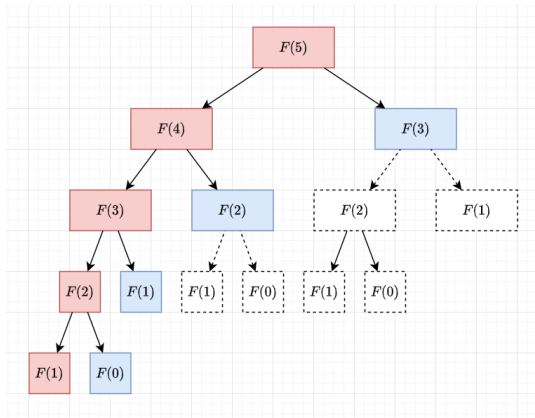 F(5)
F(4) F(3)
F(3) F(2) F(2) F(1)
F(2) F(1) F(1) F(0) F(1) F(0)
F(1) F(0)